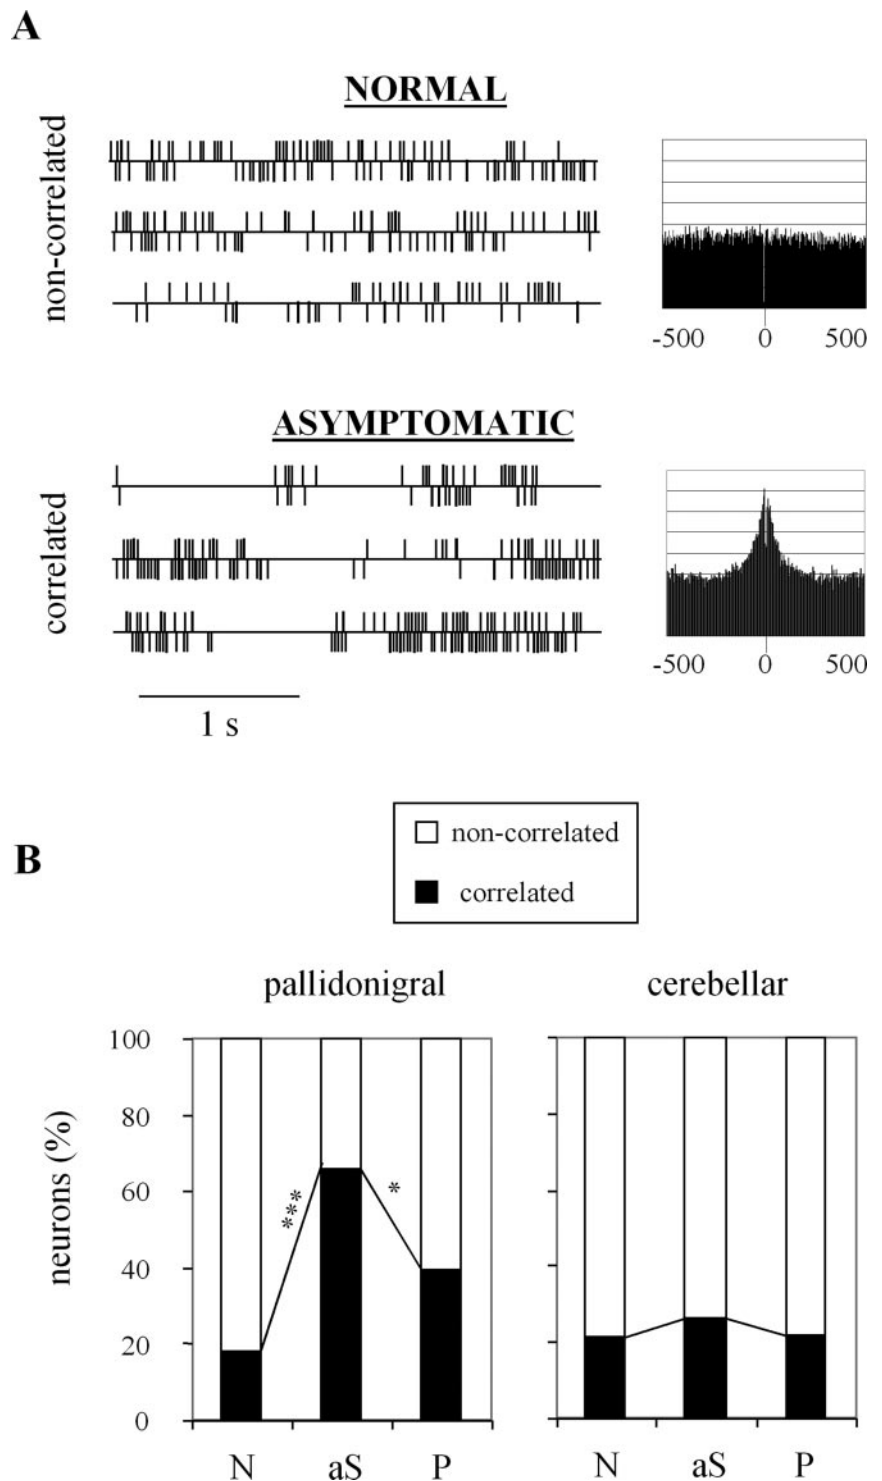 A
NORMAL
non-correlated
-500 0 500
ASYMPTOMATIC
correlated
-500 0 500
1 s
non-correlated
correlated
B
pallidonigral
cerebellar
neurons (%)
100
80
60
40
20
0
***
*
N aS P
N aS P